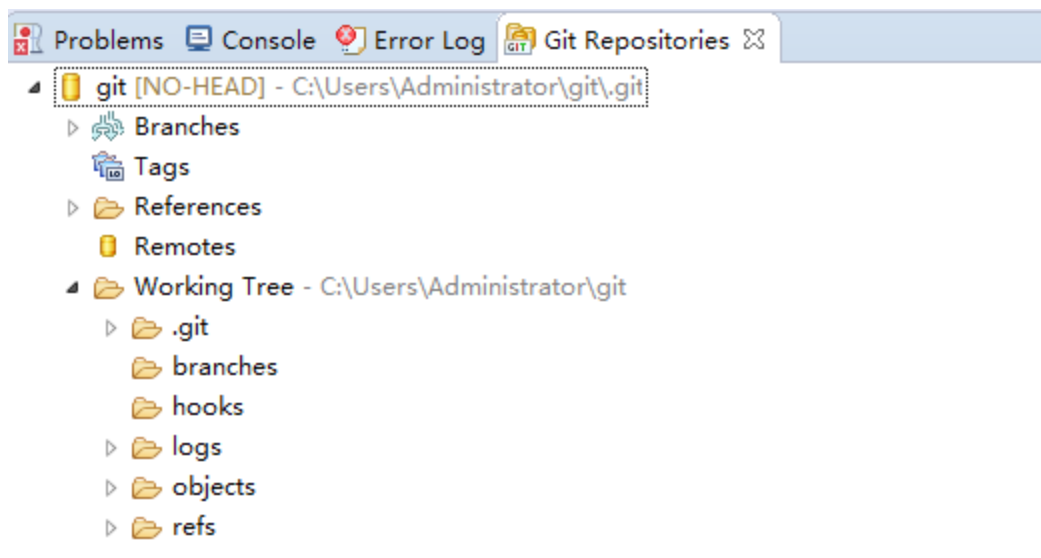 Problems Console Error Log Git Repositories
git [NO-HEAD] - C:\Users\Administrator\git\.git
Branches
Tags
References
Remotes
Working Tree - C:\Users\Administrator\git
.git
branches
hooks
logs
objects
refs